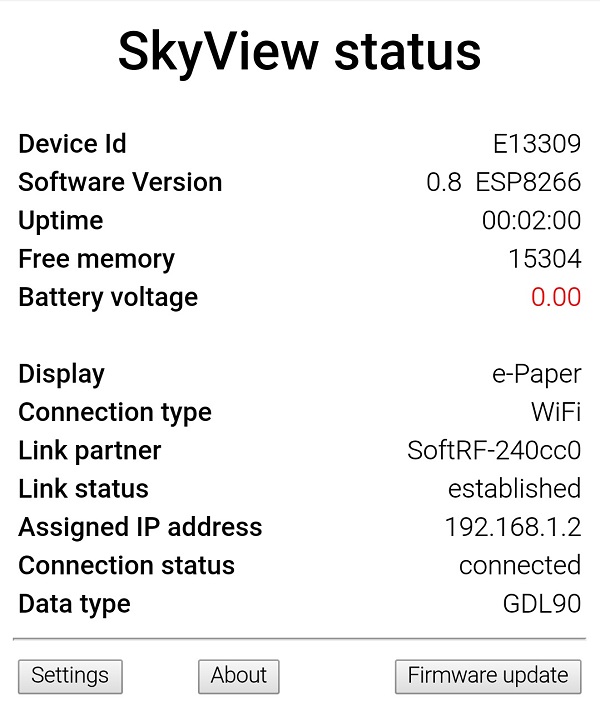 SkyView status
Device Id E13309
Software Version 0.8 ESP8266
Uptime 00:02:00
Free memory 15304
Battery voltage 0.00
Display e-Paper
Connection type WiFi
Link partner SoftRF-240cc0
Link status established
Assigned IP address 192.168.1.2
Connection status connected
Data type GDL90
Settings About Firmware update